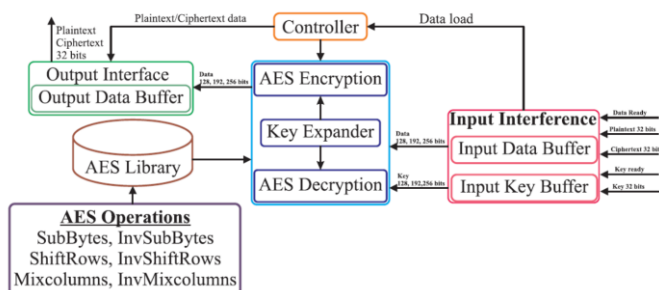 Plaintext/Ciphertext data
Controller
Data load
Plaintext
Ciphertext
32 bits
Output Interface
Output Data Buffer
Data
128, 192, 256 bits
AES Encryption
Key Expander
AES Decryption
AES Library
Input Interference
Input Data Buffer
Input Key Buffer
Data
128, 192, 256 bits
Key
128, 192,256 bits
Data Ready
Plaintext 32 bits
Ciphertext 32 bit
Key ready
Key 32 bits
AES Operations
SubBytes, InvSubBytes
ShiftRows, InvShiftRows
Mixcolumns, InvMixcolumns